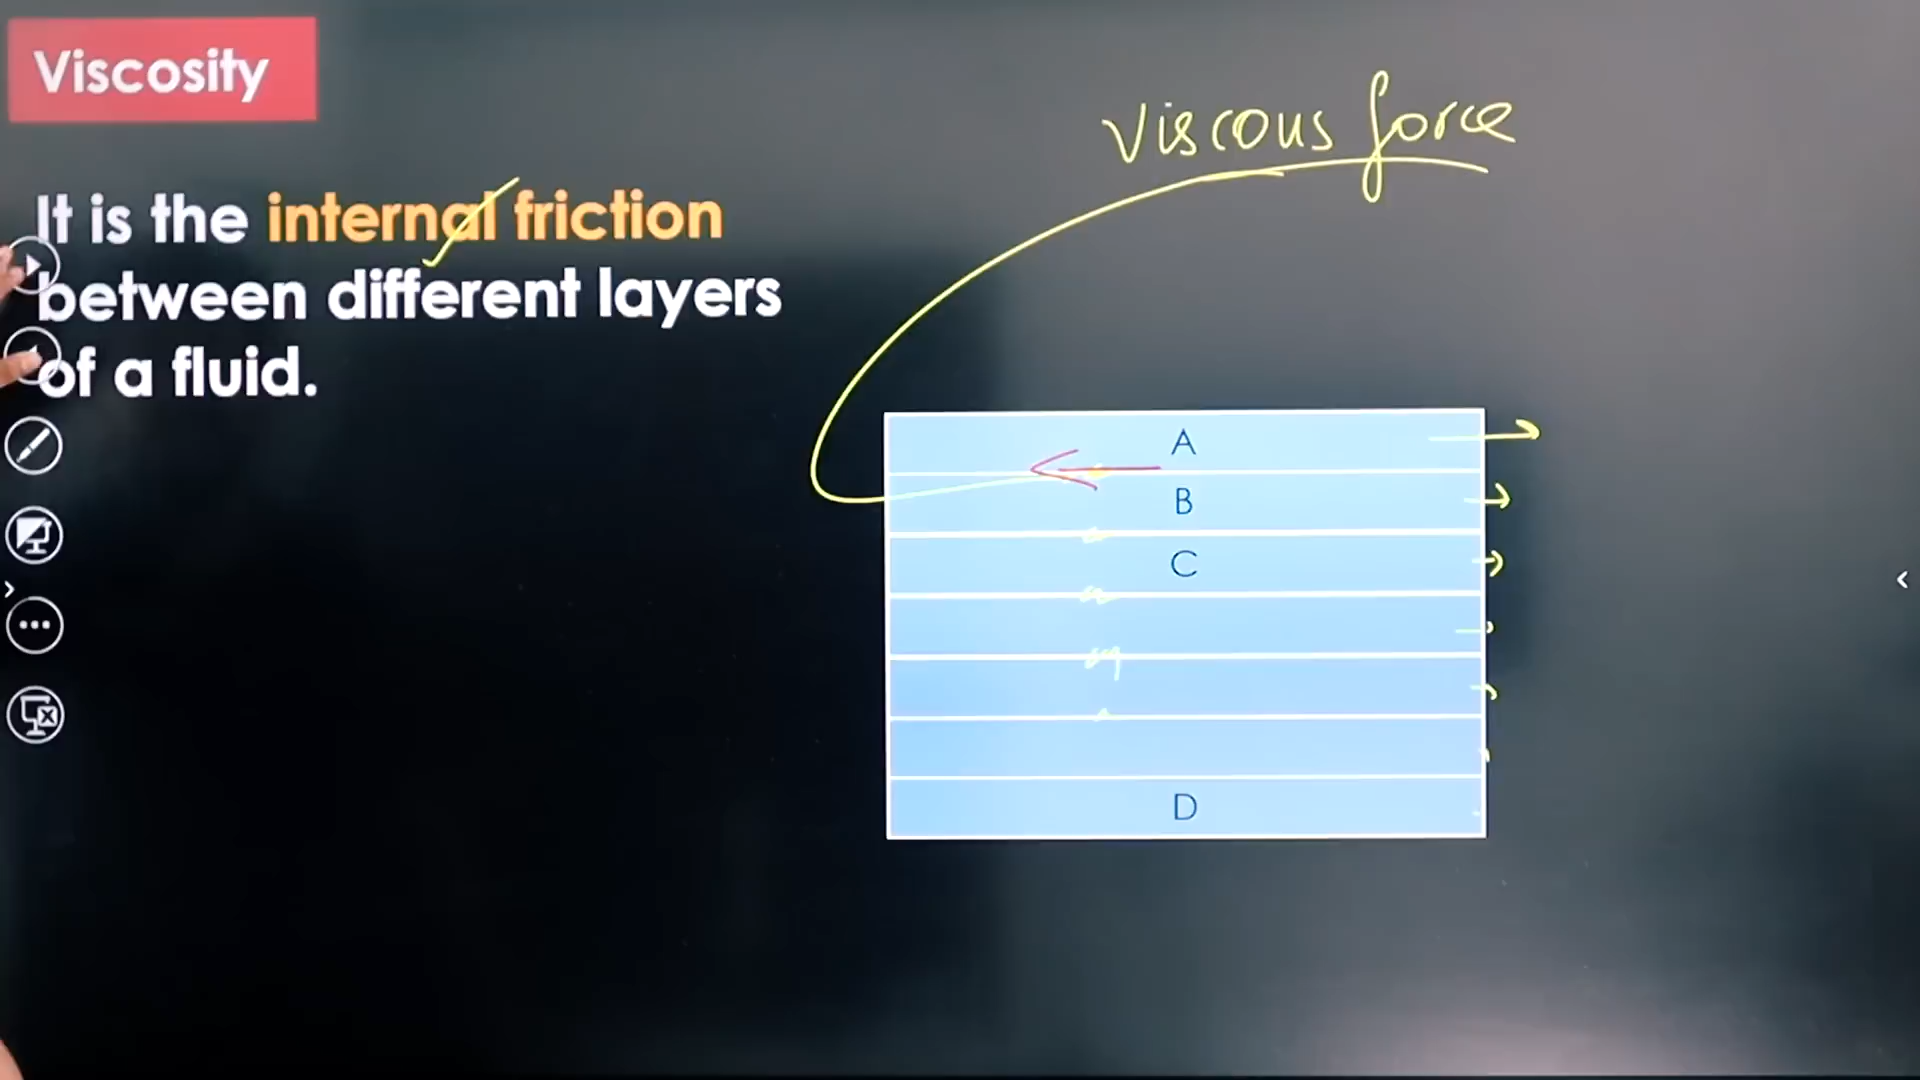 Viscosity
viscous force
It is the internal friction
between different layers
of a fluid.
A
B
C
D